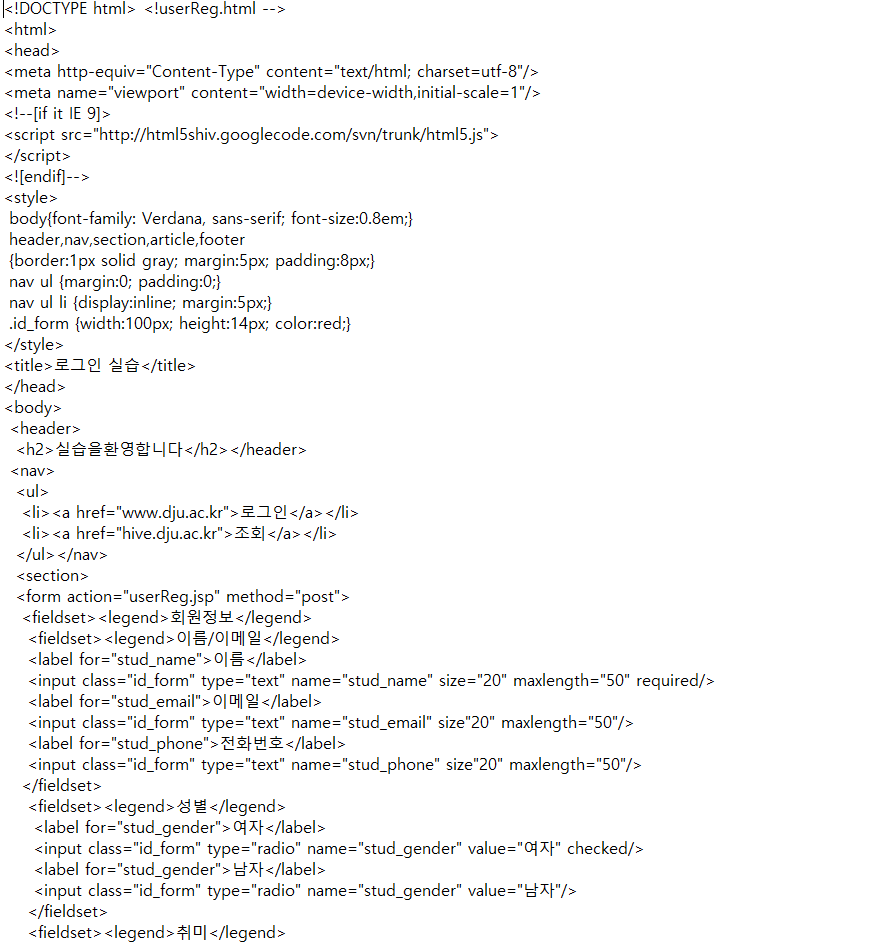 <!DOCTYPE html>  <!userReg.html -->
<html>
<head>
<meta http-equiv="Content-Type" content="text/html; charset=utf-8"/>
<meta name="viewport" content="width=device-width,initial-scale=1"/>
<!--[if it IE 9]>
<script src="http://html5shiv.googlecode.com/svn/trunk/html5.js">
</script>
<![endif]-->
<style>
 body{font-family: Verdana, sans-serif; font-size:0.8em;}
 header,nav,section,article,footer
 {border:1px solid gray; margin:5px; padding:8px;}
 nav ul {margin:0; padding:0;}
 nav ul li {display:inline; margin:5px;}
 .id_form {width:100px; height:14px; color:red;}
</style>
<title>로그인 실습</title>
</head>
<body>
 <header>
  <h2>실습을환영합니다</h2></header>
 <nav>
  <ul>
   <li><a href="www.dju.ac.kr">로그인</a></li>
   <li><a href="hive.dju.ac.kr">조회</a></li>
  </ul></nav>
  <section>
  <form action="userReg.jsp" method="post">
   <fieldset><legend>회원정보</legend>
    <fieldset><legend>이름/이메일</legend>
    <label for="stud_name">이름</label>
    <input class="id_form" type="text" name="stud_name" size="20" maxlength="50" required/>
    <label for="stud_email">이메일</label>
    <input class="id_form" type="text" name="stud_email" size"20" maxlength="50"/>
    <label for="stud_phone">전화번호</label>
    <input class="id_form" type="text" name="stud_phone" size"20" maxlength="50"/>
   </fieldset>
    <fieldset><legend>성별</legend>
     <label for="stud_gender">여자</label>
     <input class="id_form" type="radio" name="stud_gender" value="여자" checked/>
     <label for="stud_gender">남자</label>
     <input class="id_form" type="radio" name="stud_gender" value="남자"/>
    </fieldset>
    <fieldset><legend>취미</legend>